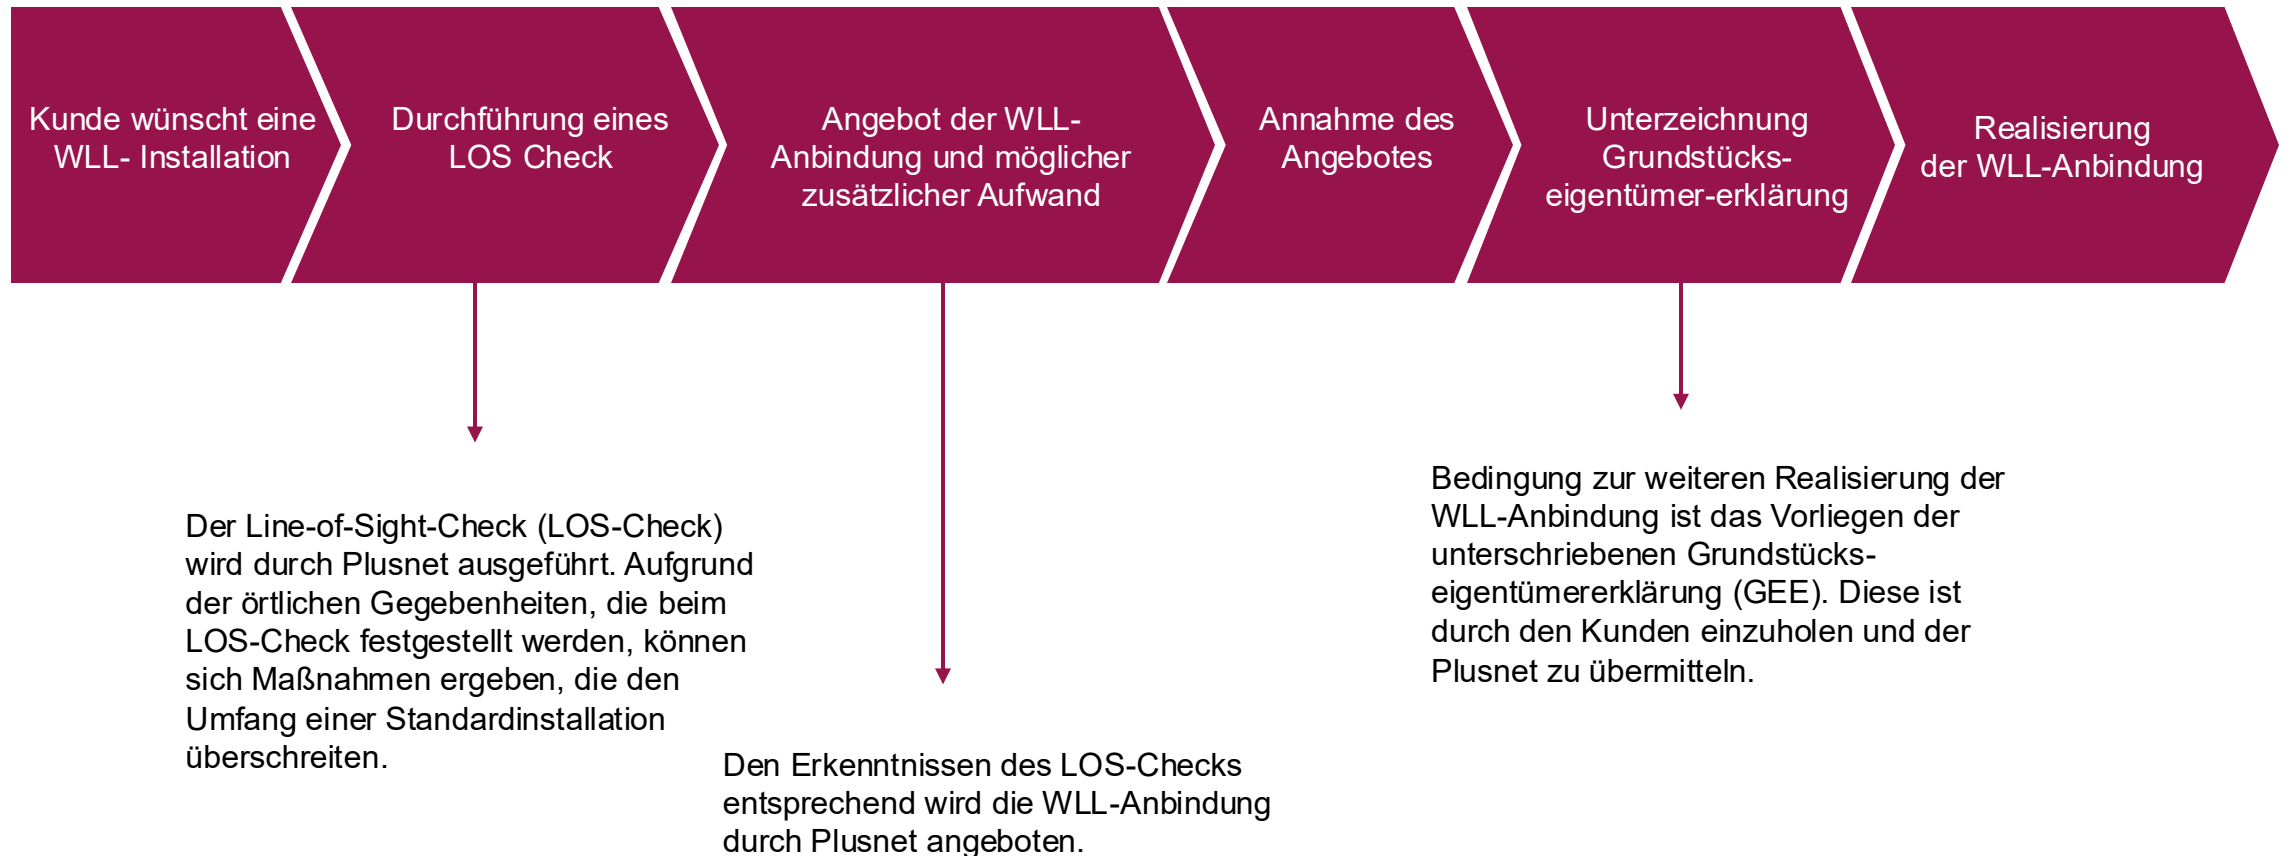 Kunde wünscht eine
WLL- Installation
Durchführung eines
LOS Check
Angebot der WLL-
Anbindung und möglicher
zusätzlicher Aufwand
Annahme des
Angebotes
Unterzeichnung
Grundstücks-
eigentümer-erklärung
Realisierung
der WLL-Anbindung
Der Line-of-Sight-Check (LOS-Check)
wird durch Plusnet ausgeführt. Aufgrund
der örtlichen Gegebenheiten, die beim
LOS-Check festgestellt werden, können
sich Maßnahmen ergeben, die den
Umfang einer Standardinstallation
überschreiten.
Den Erkenntnissen des LOS-Checks
entsprechend wird die WLL-Anbindung
durch Plusnet angeboten.
Bedingung zur weiteren Realisierung der
WLL-Anbindung ist das Vorliegen der
unterschriebenen Grundstücks-
eigentümererklärung (GEE). Diese ist
durch den Kunden einzuholen und der
Plusnet zu übermitteln.